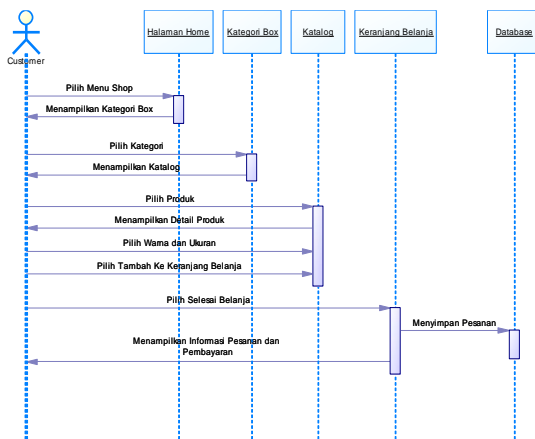 Halaman Home
Kategori Box
Katalog
Keranjang Belanja
Database
Customer
Pilih Menu Shop
Menampilkan Kategori Box
Pilih Kategori
Menampilkan Katalog
Pilih Produk
Menampilkan Detail Produk
Pilih Warna dan Ukuran
Pilih Tambah Ke Keranjang Belanja
Pilih Selesai Belanja
Menyimpan Pesanan
Menampilkan Informasi Pesanan dan
Pembayaran